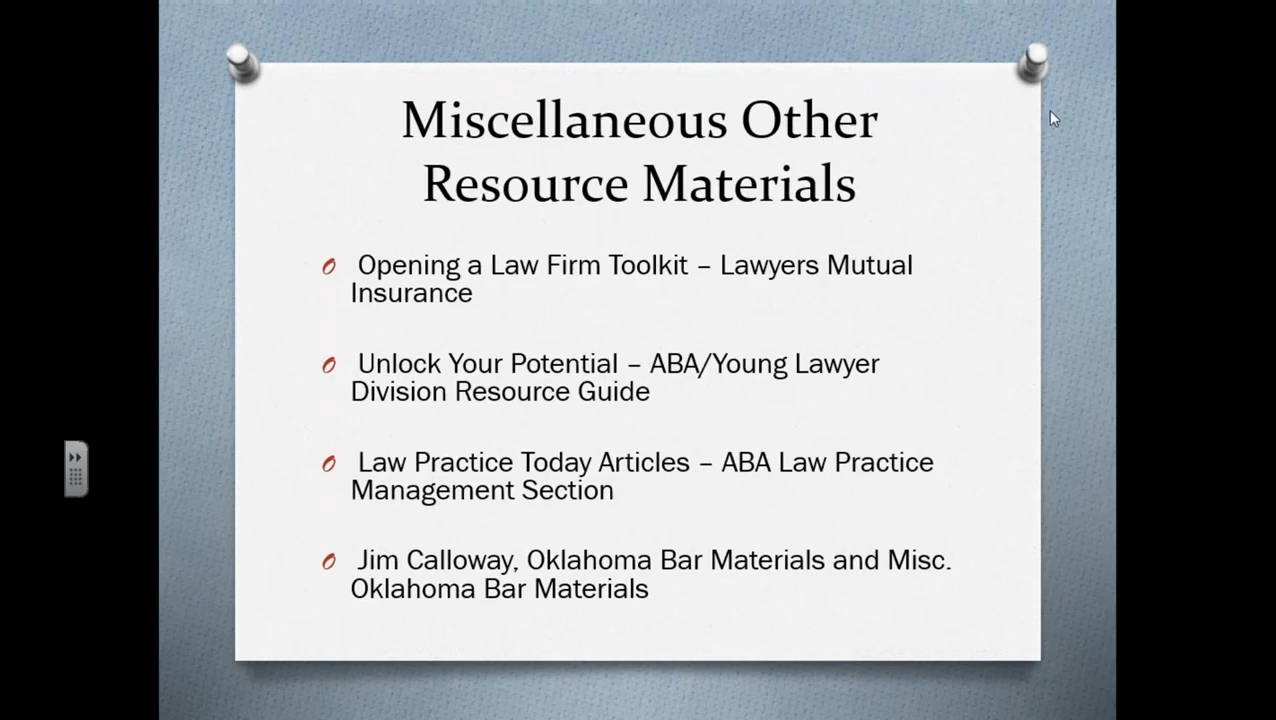 Miscellaneous Other
Resource Materials
Opening a Law Firm Toolkit – Lawyers Mutual
Insurance
Unlock Your Potential – ABA/Young Lawyer
Division Resource Guide
Law Practice Today Articles – ABA Law Practice
Management Section
Jim Calloway, Oklahoma Bar Materials and Misc.
Oklahoma Bar Materials